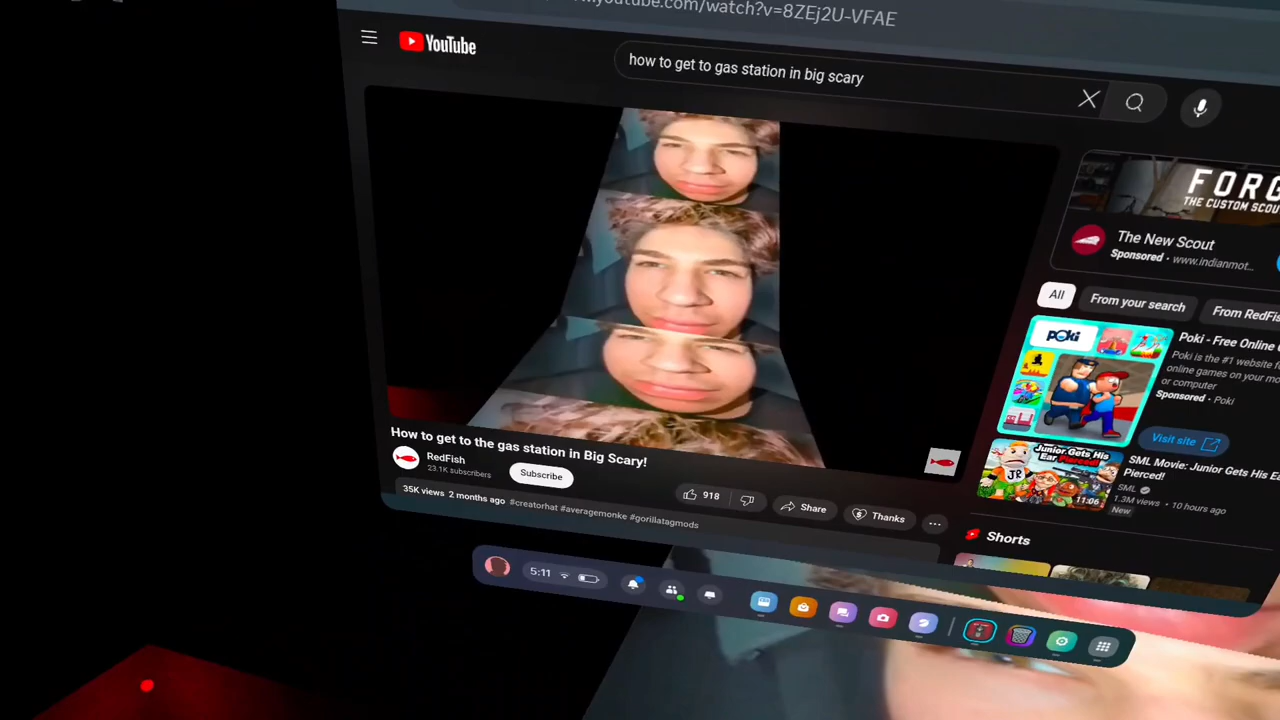 youtube.com/watch?v=8ZEj2U-VFAE
YouTube
how to get to gas station in big scary
FORG
THE CUSTOM SCOU
The New Scout
Sponsored • www.indianmot...
All
From your search
From RedFis
poki
Poki - Free Online G
Poki is the #1 website f
online games on your mo
or computer
Sponsored • Poki
Visit site
How to get to the gas station in Big Scary!
RedFish
23.1K subscribers
Subscribe
918
Share
Thanks
35K views 2 months ago #creatorhat #averagemonke #gorillatagmods
JUNIOR GETS HIS
EAR PIERCED!
JR
11:06
SML Movie: Junior Gets His E
Pierced!
SML
1.3M views • 10 hours ago
New
Shorts
5:11